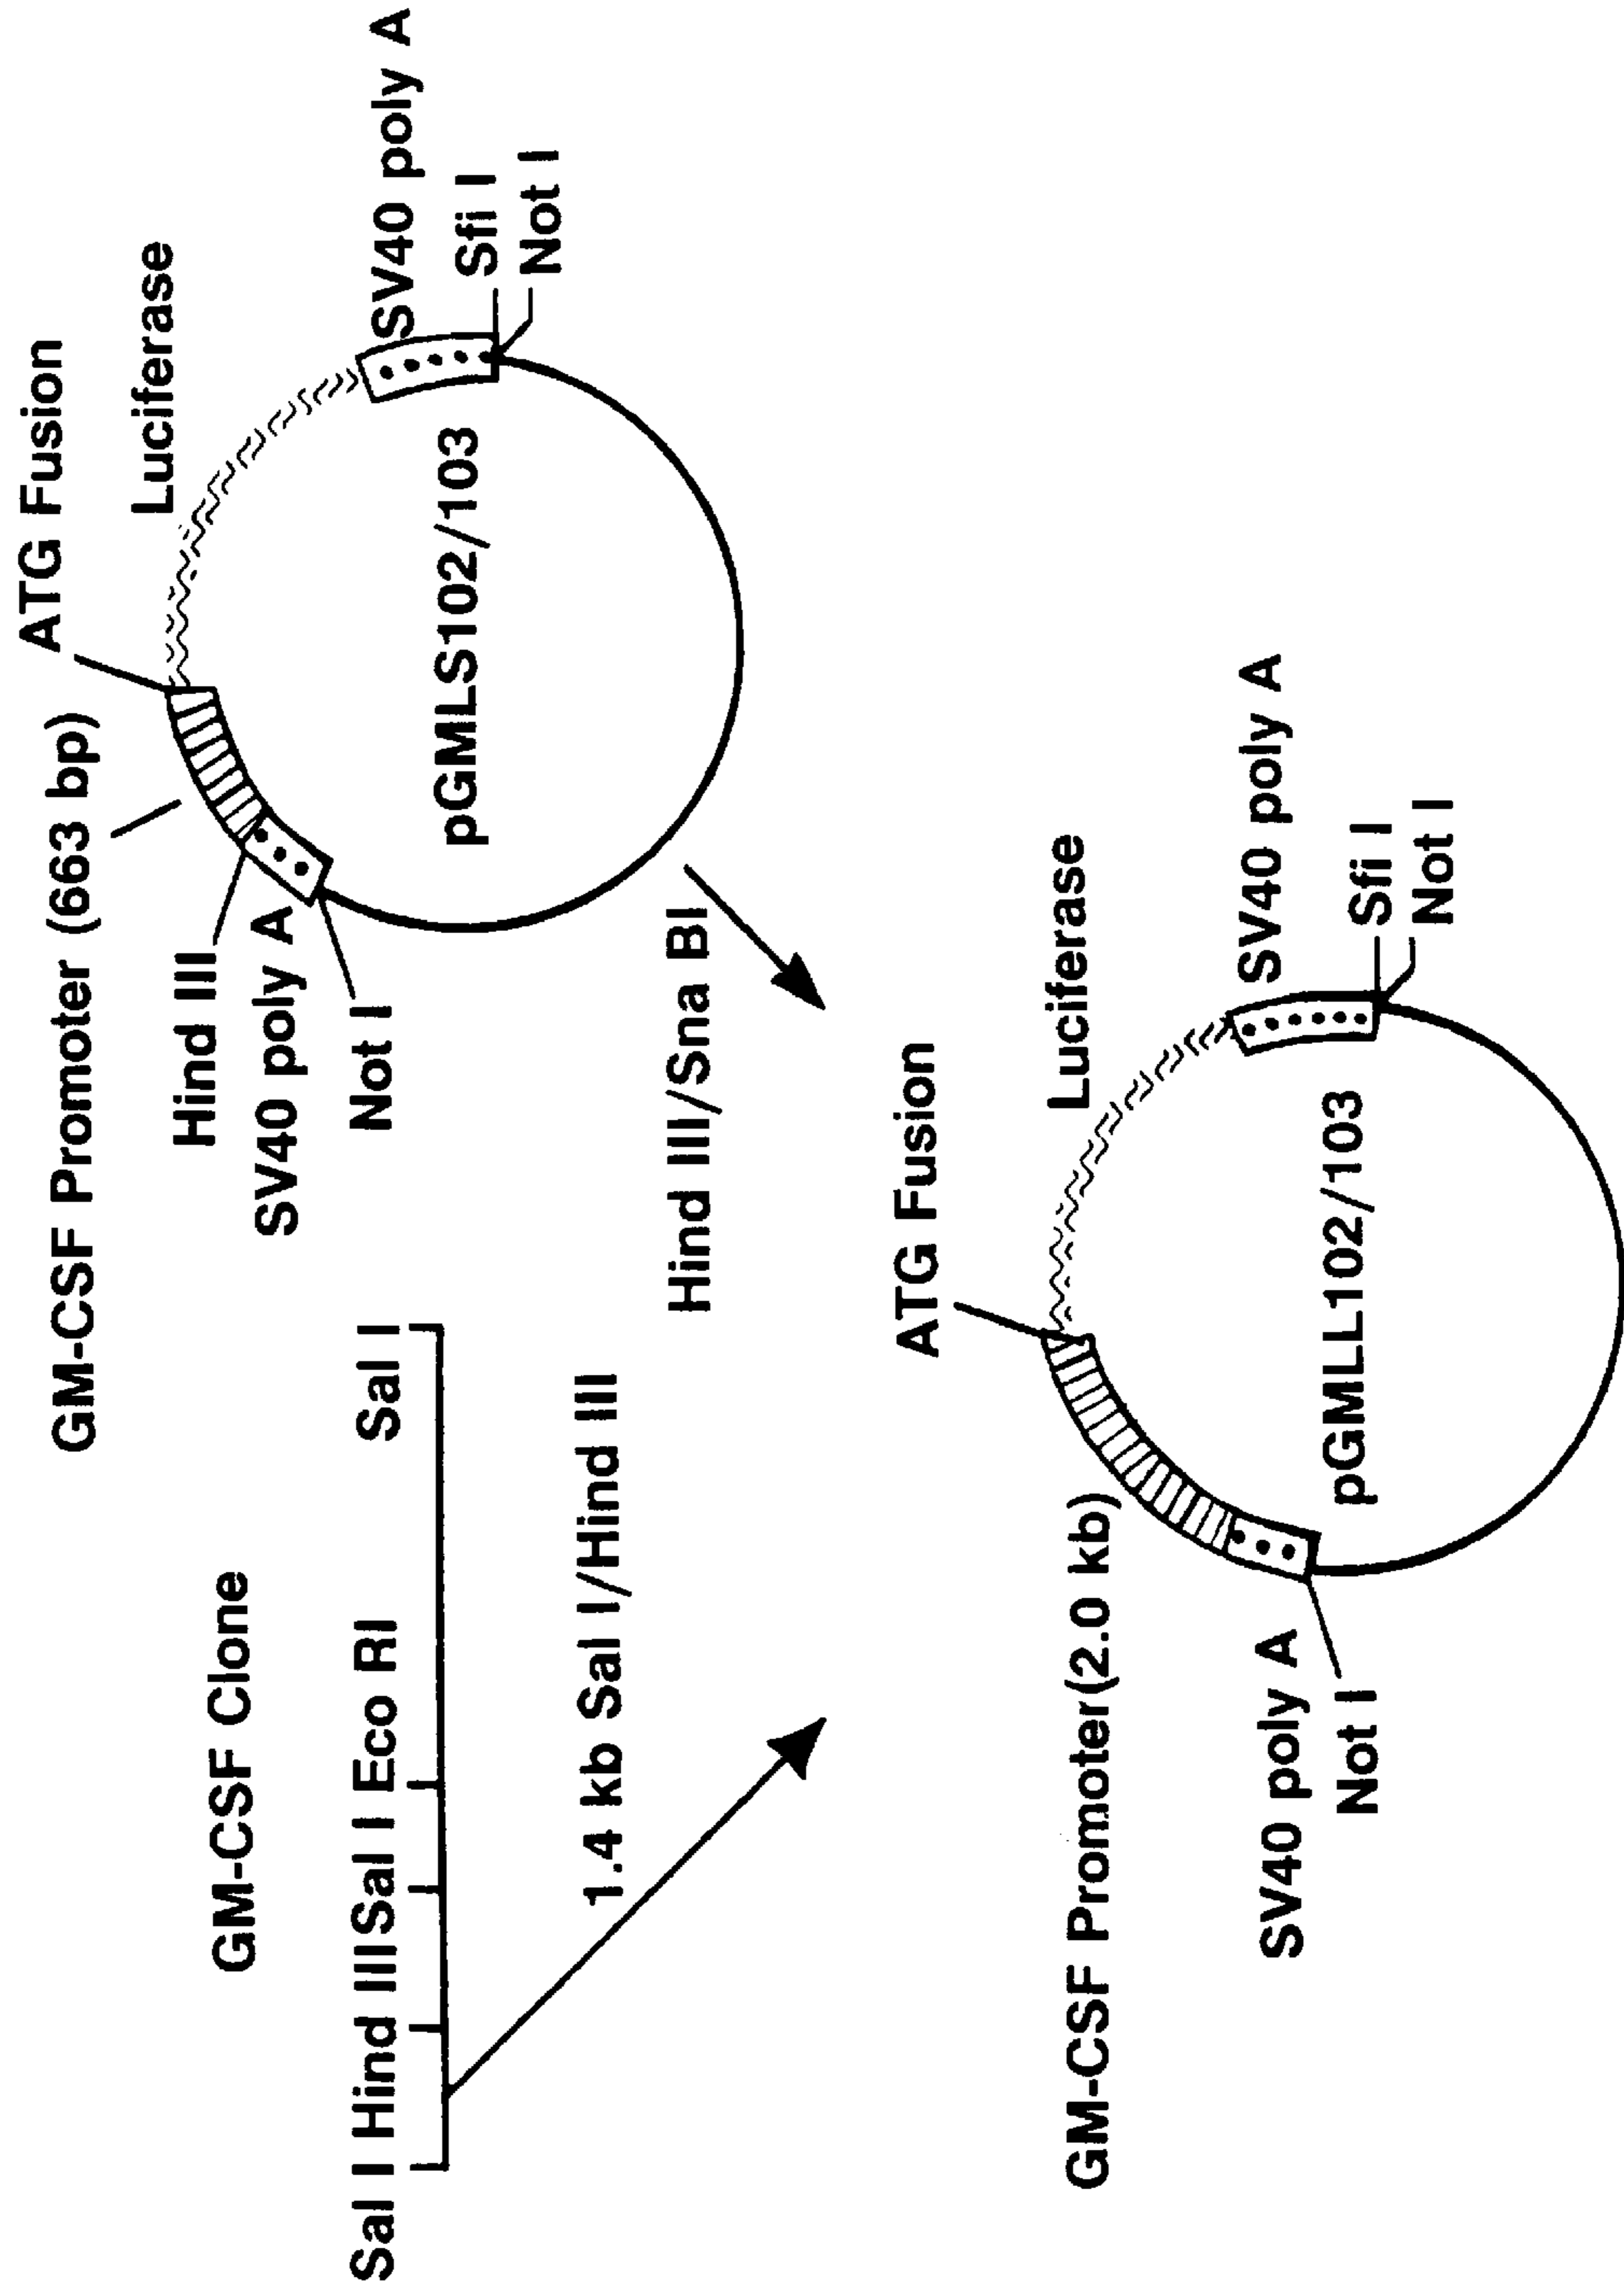 GM-CSF Clone
Sal I Hind III Sal I Eco RI Sal I
1.4 kb Sal I/Hind III
GM-CSF Promoter (663 bp)
ATG Fusion
Luciferase
Hind III
SV40 poly A
Not I
SV40 poly A
Sfi I
Not I
pGMLS102/103
Hind III/Sna BI
ATG Fusion
Luciferase
GM-CSF Promoter(2.0 kb)
SV40 poly A
Not I
SV40 poly A
Sfi I
Not I
pGMLL102/103